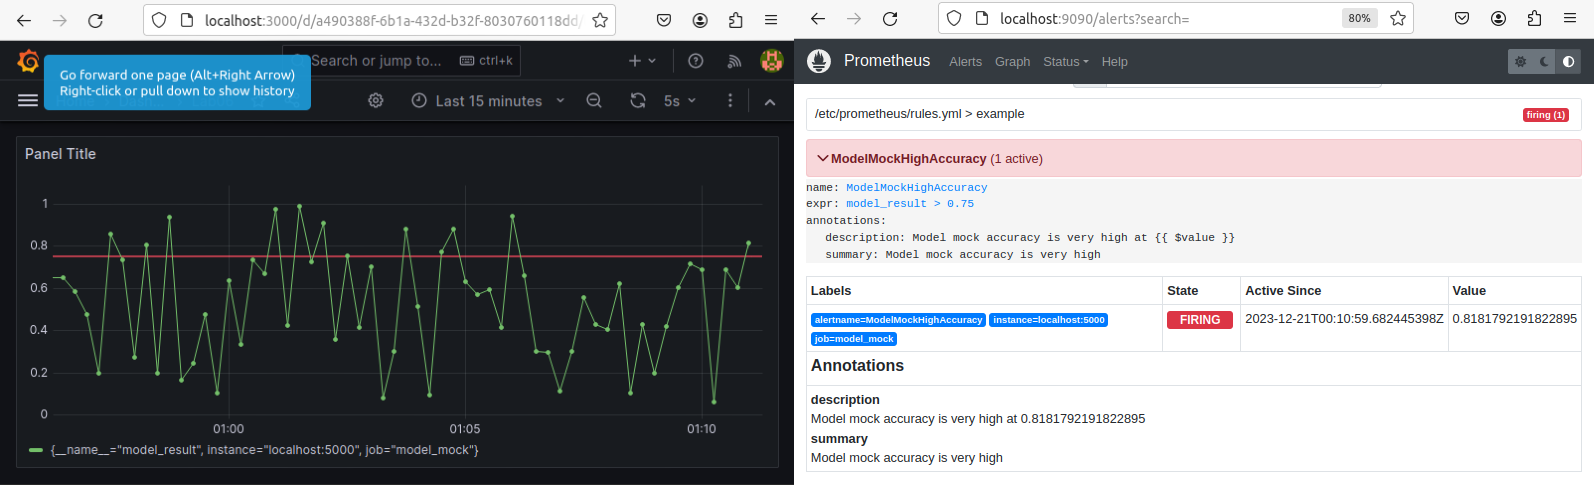 localhost:3000/d/a490388f-6b1a-432d-b32f-8030760118dd/
Search or jump to...
ctrl+k
Go forward one page (Alt+Right Arrow)
Right-click or pull down to show history
Last 15 minutes
5s
Panel Title
1
0.8
0.6
0.4
0.2
0
01:00
01:05
01:10
{__name__="model_result", instance="localhost:5000", job="model_mock"}
localhost:9090/alerts?search=
80%
Prometheus
Alerts
Graph
Status
Help
/etc/prometheus/rules.yml > example
firing (1)
ModelMockHighAccuracy (1 active)
name: ModelMockHighAccuracy
expr: model_result > 0.75
annotations:
description: Model mock accuracy is very high at {{ $value }}
summary: Model mock accuracy is very high
Labels State Active Since Value
alertname=ModelMockHighAccuracy instance=localhost:5000 FIRING 2023-12-21T00:10:59.682445398Z 0.8181792191822895
job=model_mock
Annotations
description
Model mock accuracy is very high at 0.8181792191822895
summary
Model mock accuracy is very high